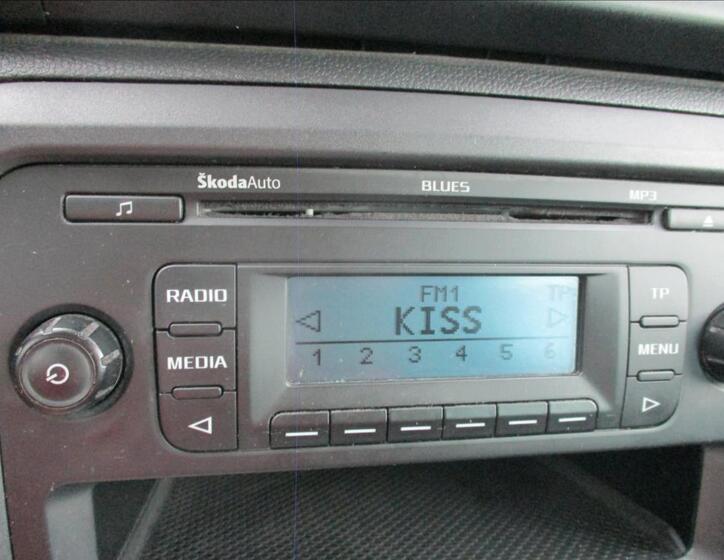 ŠkodaAuto BLUES MP3
RADIO
MEDIA
FM1 TP
KISS
1 2 3 4 5 6
TP
MENU